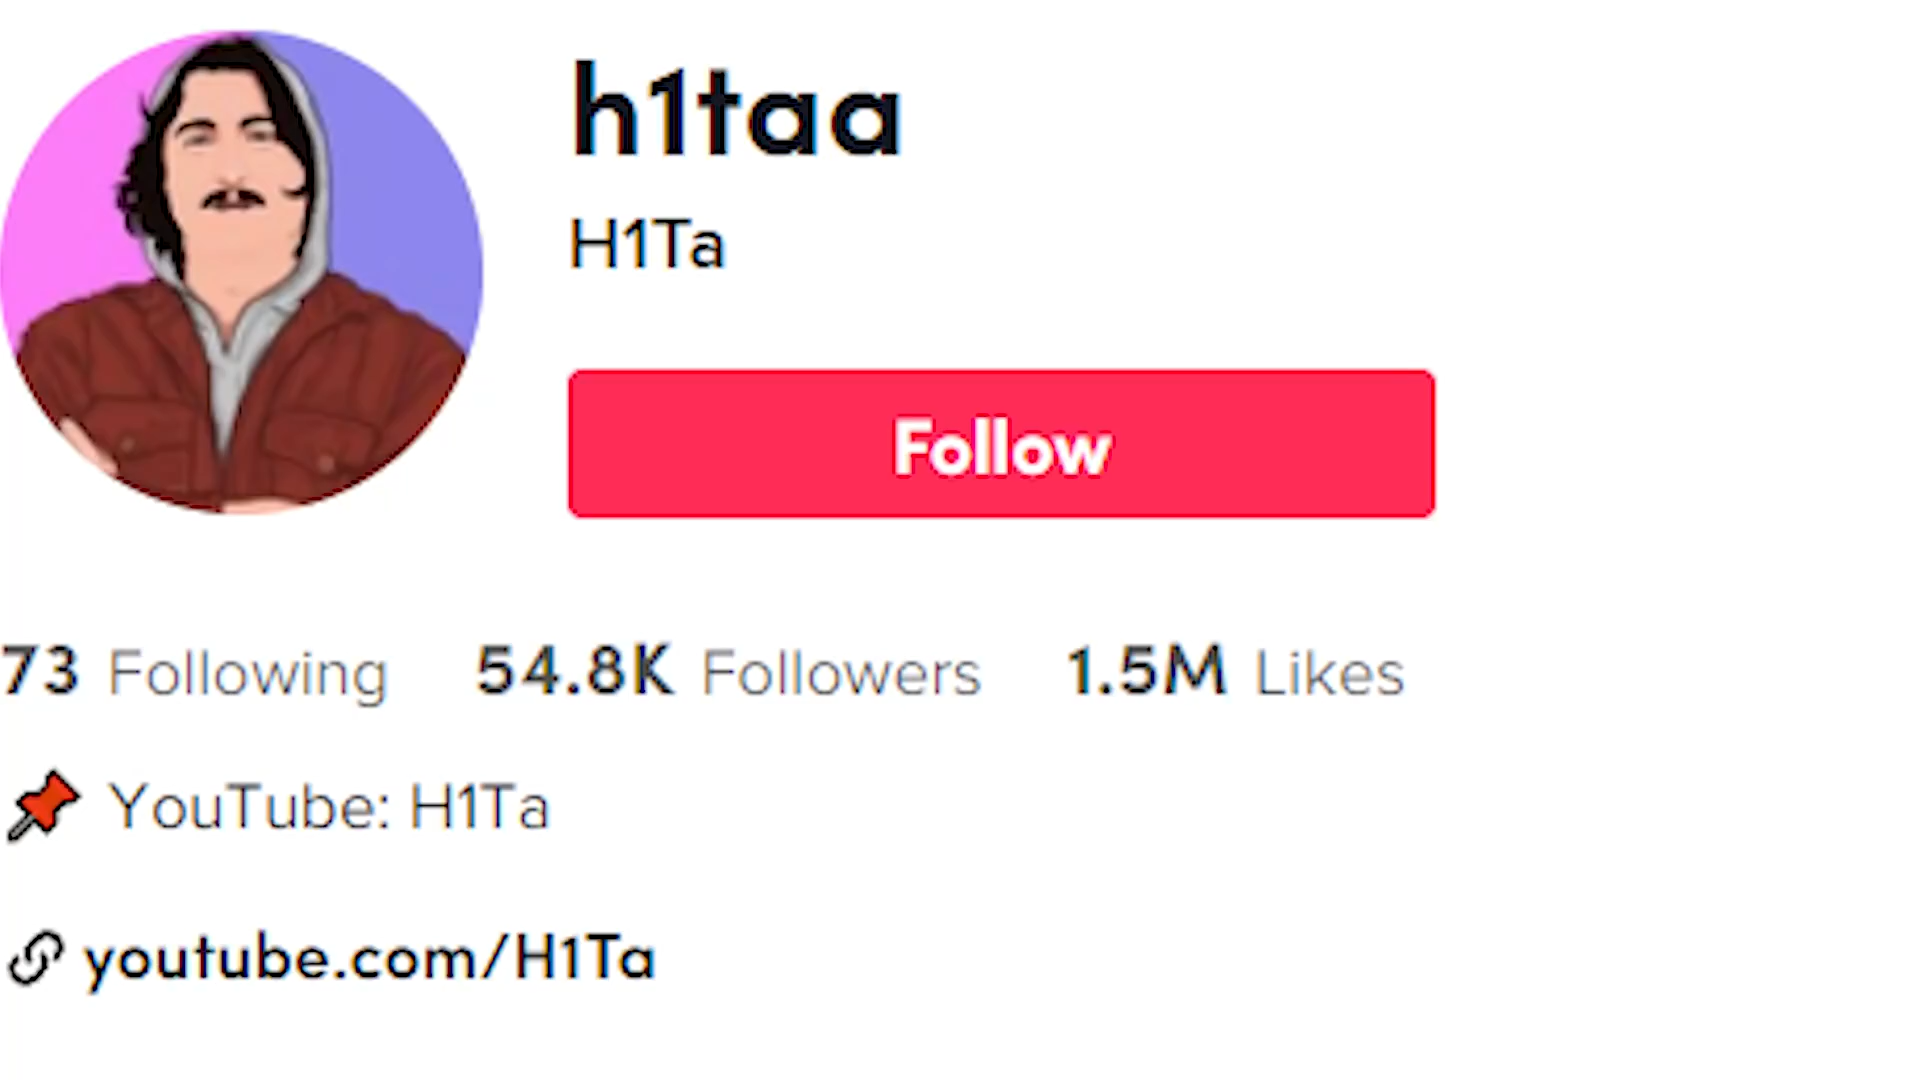 h1taa
H1Ta
Follow
73 Following 54.8K Followers 1.5M Likes
YouTube: H1Ta
youtube.com/H1Ta